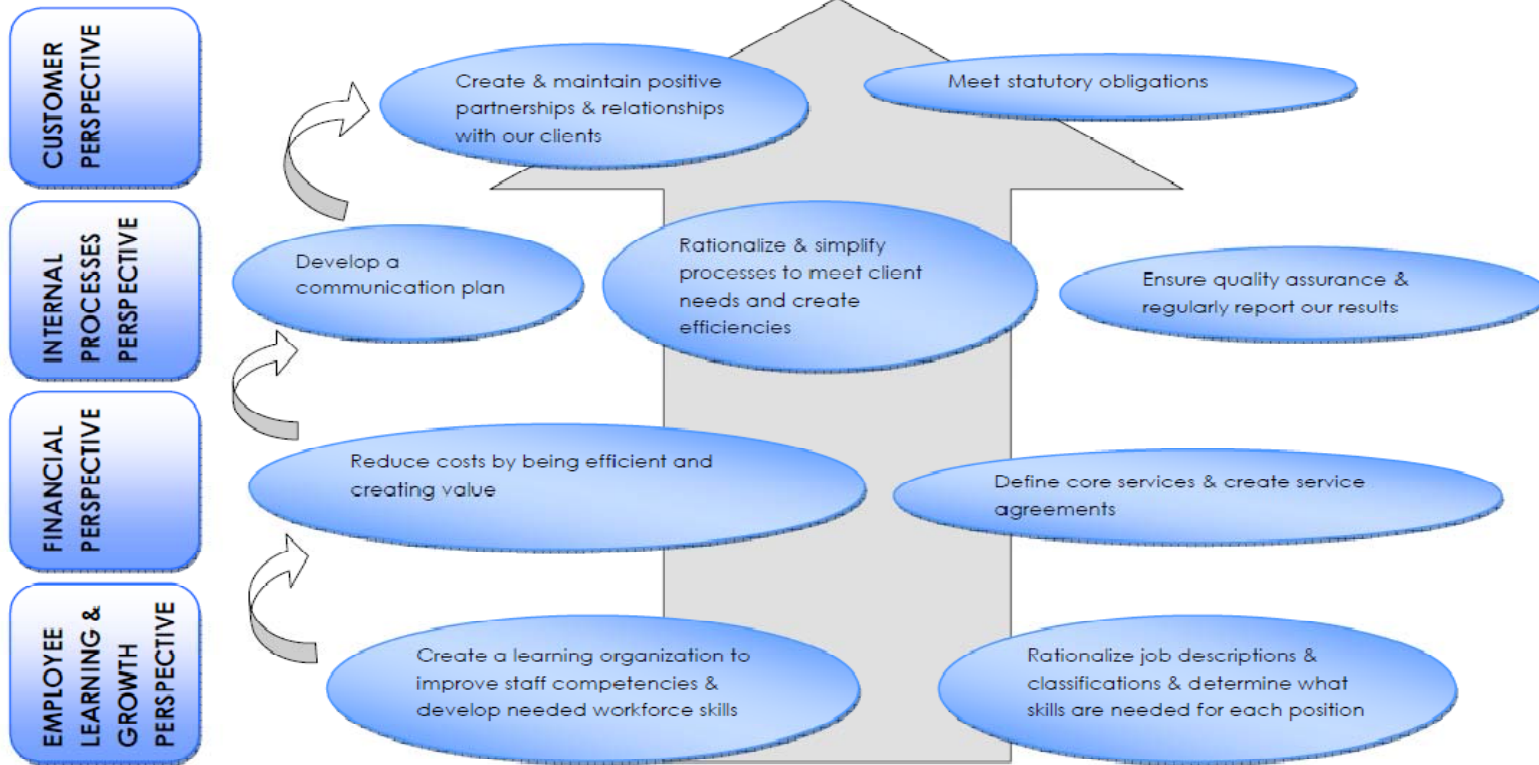 CUSTOMER
PERSPECTIVE
Create & maintain positive
partnerships & relationships
with our clients
Meet statutory obligations
INTERNAL
PROCESSES
PERSPECTIVE
Develop a
communication plan
Rationalize & simplify
processes to meet client
needs and create
efficiencies
Ensure quality assurance &
regularly report our results
FINANCIAL
PERSPECTIVE
Reduce costs by being efficient and
creating value
Define core services & create service
agreements
EMPLOYEE
LEARNING &
GROWTH
PERSPECTIVE
Create a learning organization to
improve staff competencies &
develop needed workforce skills
Rationalize job descriptions &
classifications & determine what
skills are needed for each position